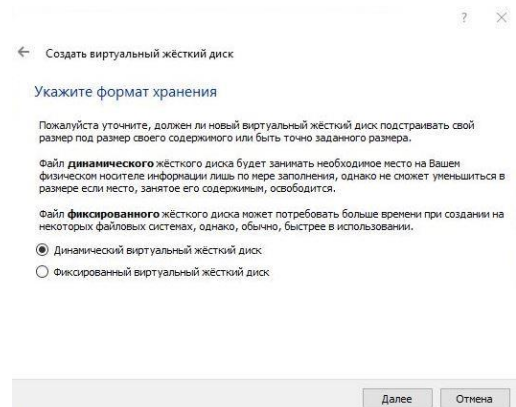 ?
Создать виртуальный жёсткий диск
Укажите формат хранения
Пожалуйста уточните, должен ли новый виртуальный жёсткий диск подстраивать свой
размер под размер своего содержимого или быть точно заданного размера.
Файл динамического жёсткого диска будет занимать необходимое место на Вашем
физическом носителе информации лишь по мере заполнения, однако не сможет уменьшиться в
размере если место, занятое его содержимым, освободится.
Файл фиксированного жёсткого диска может потребовать больше времени при создании на
некоторых файловых системах, однако, обычно, быстрее в использовании.
Динамический виртуальный жёсткий диск
Фиксированный виртуальный жёсткий диск
Далее Отмена